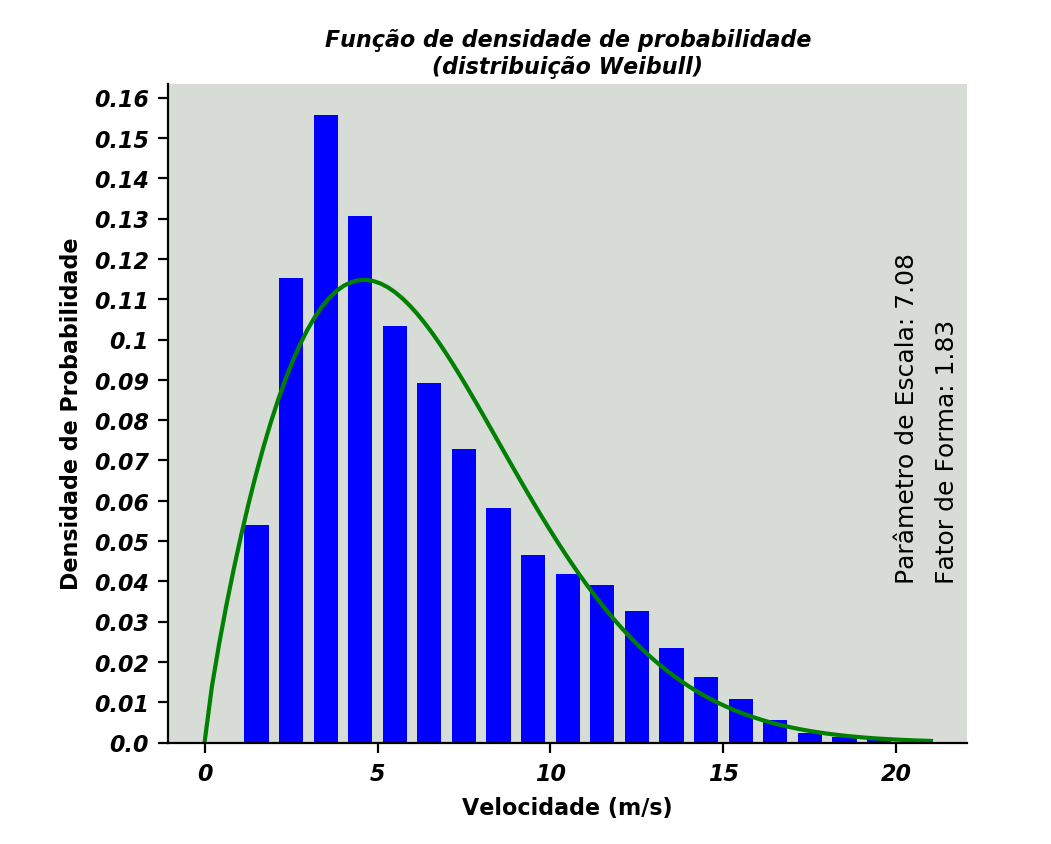 Função de densidade de probabilidade
(distribuição Weibull)
Densidade de Probabilidade
0.16
0.15
0.14
0.13
0.12
0.11
0.1
0.09
0.08
0.07
0.06
0.05
0.04
0.03
0.02
0.01
0.0
Parâmetro de Escala: 7.08
Fator de Forma: 1.83
0 5 10 15 20
Velocidade (m/s)